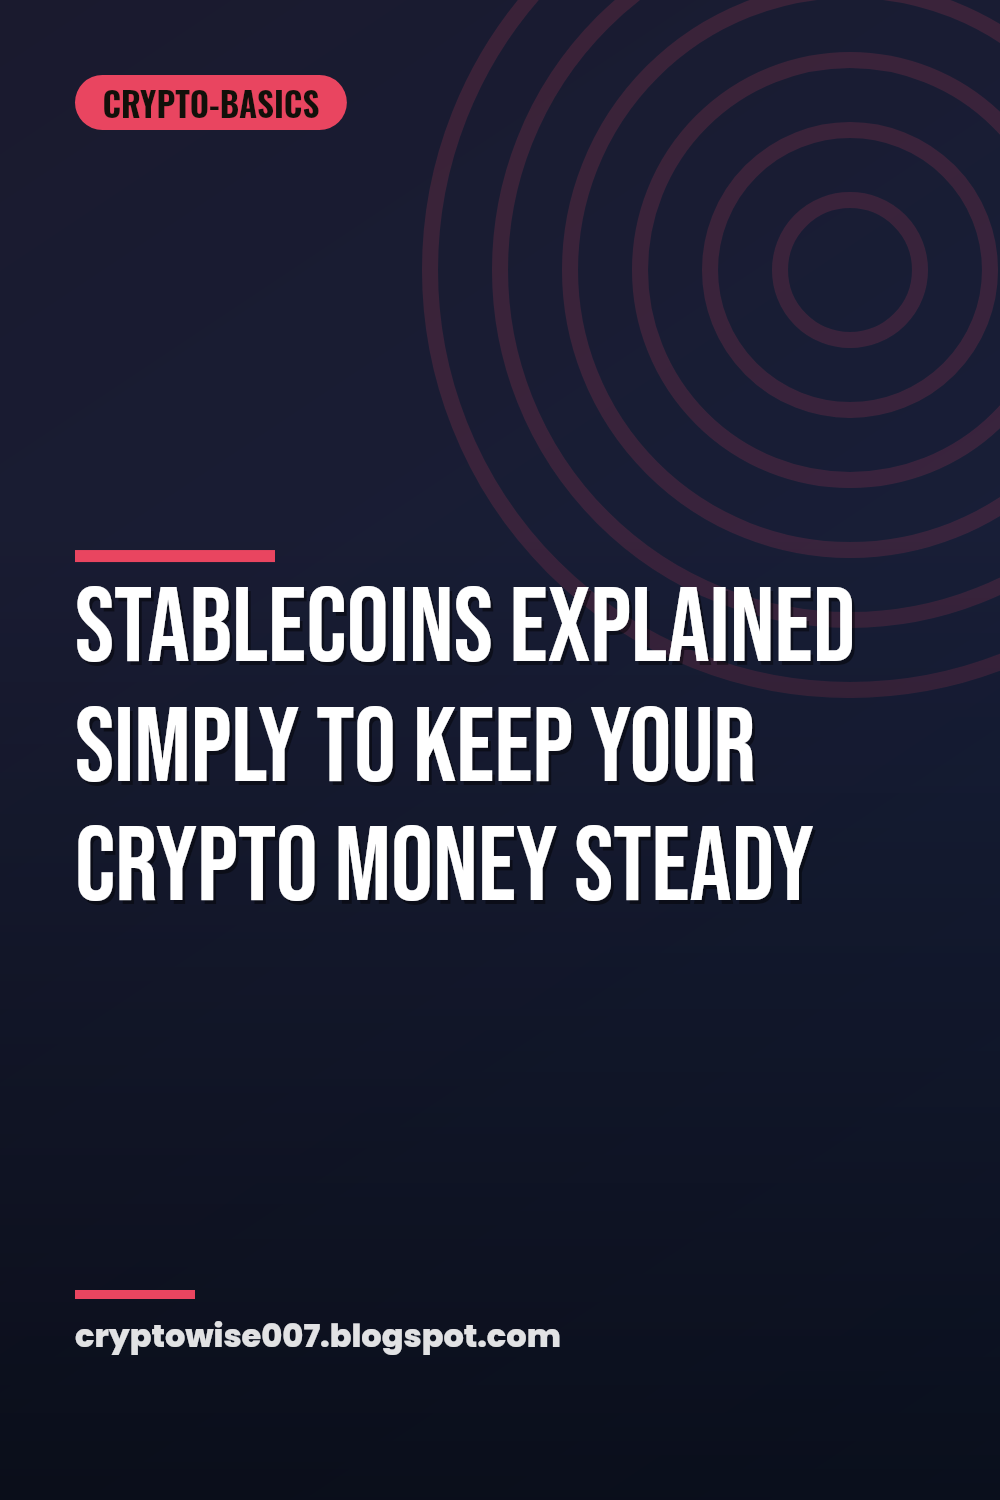 CRYPTO-BASICS
STABLECOINS EXPLAINED
SIMPLY TO KEEP YOUR
CRYPTO MONEY STEADY
cryptowise007.blogspot.com